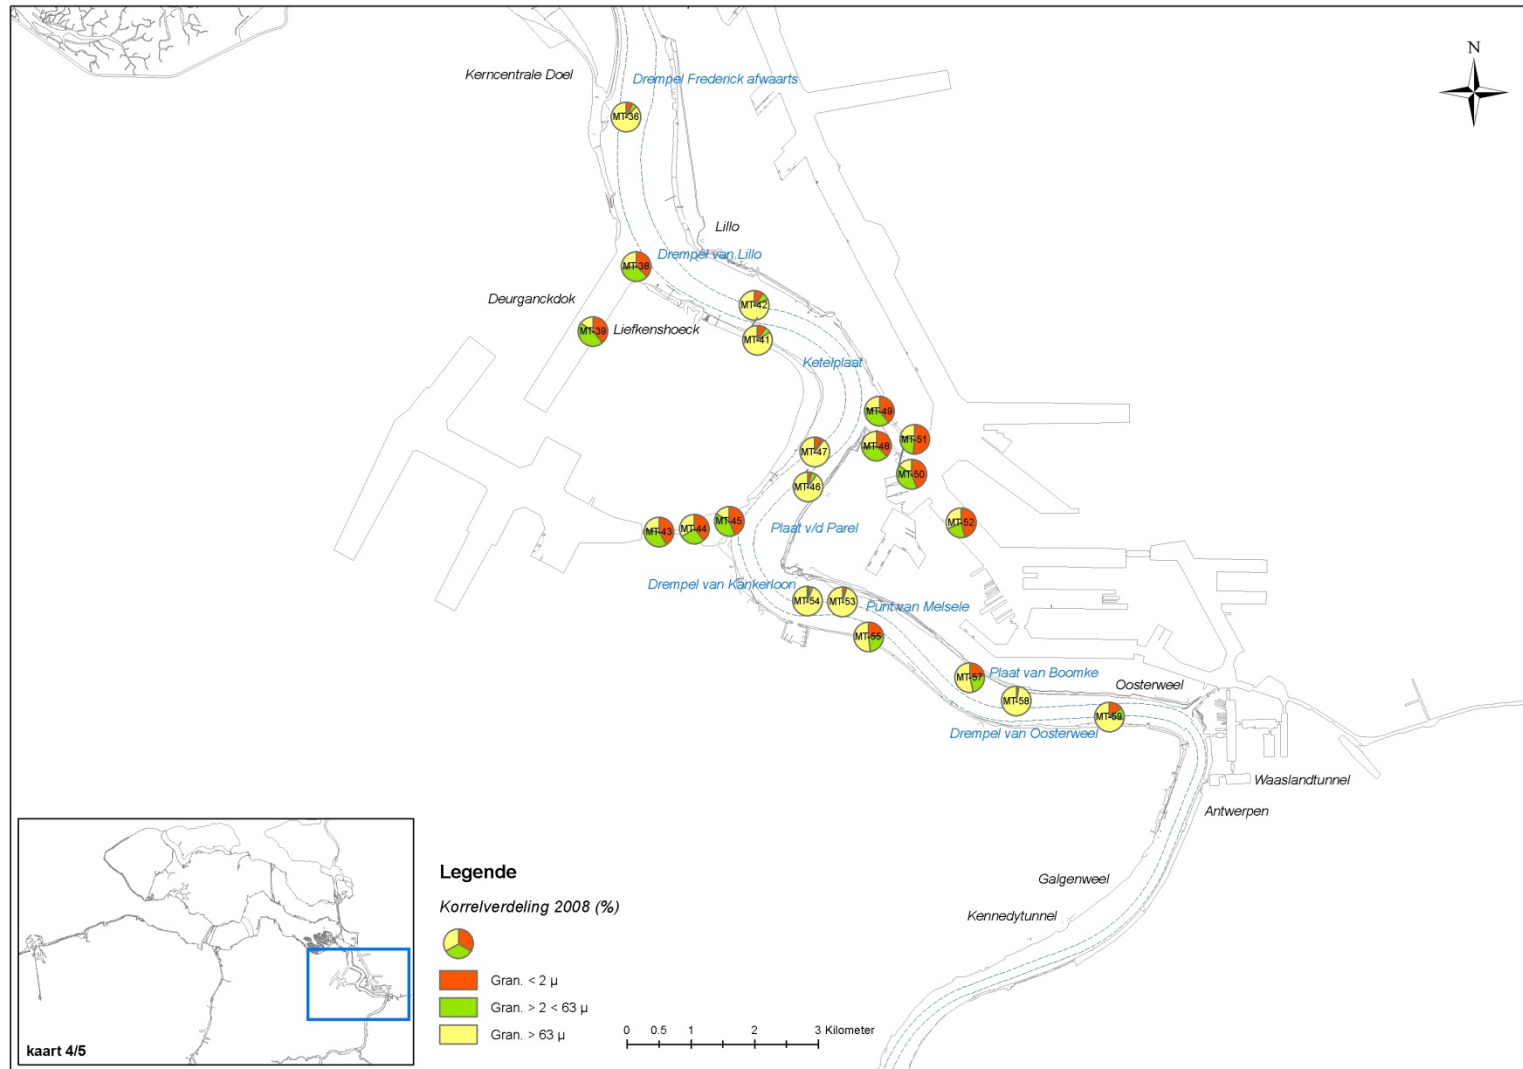 N
Kerncentrale Doel
Drempel Frederick afwaarts
MT-36
Lillo
Drempel van Lillo
MT-38
Deurganckdok
MT-42
MT-39
Liefkenshoeck
MT-41
Ketelplaat
MT-49
MT-51
MT-48
MT-47
MT-50
MT-46
MT-45
MT-44
MT-43
MT-52
Plaat v/d Parel
Drempel van Kankerloon
MT-54
MT-53
Punt van Melsele
MT-55
MT-57
Plaat van Boomke
Oosterweel
MT-58
MT-59
Drempel van Oosterweel
Waaslandtunnel
Antwerpen
Galgenweel
Kennedytunnel
Legende
Korrelverdeling 2008 (%)
Gran. < 2 µ
Gran. > 2 < 63 µ
Gran. > 63 µ
0 0.5 1 2 3 Kilometer
kaart 4/5